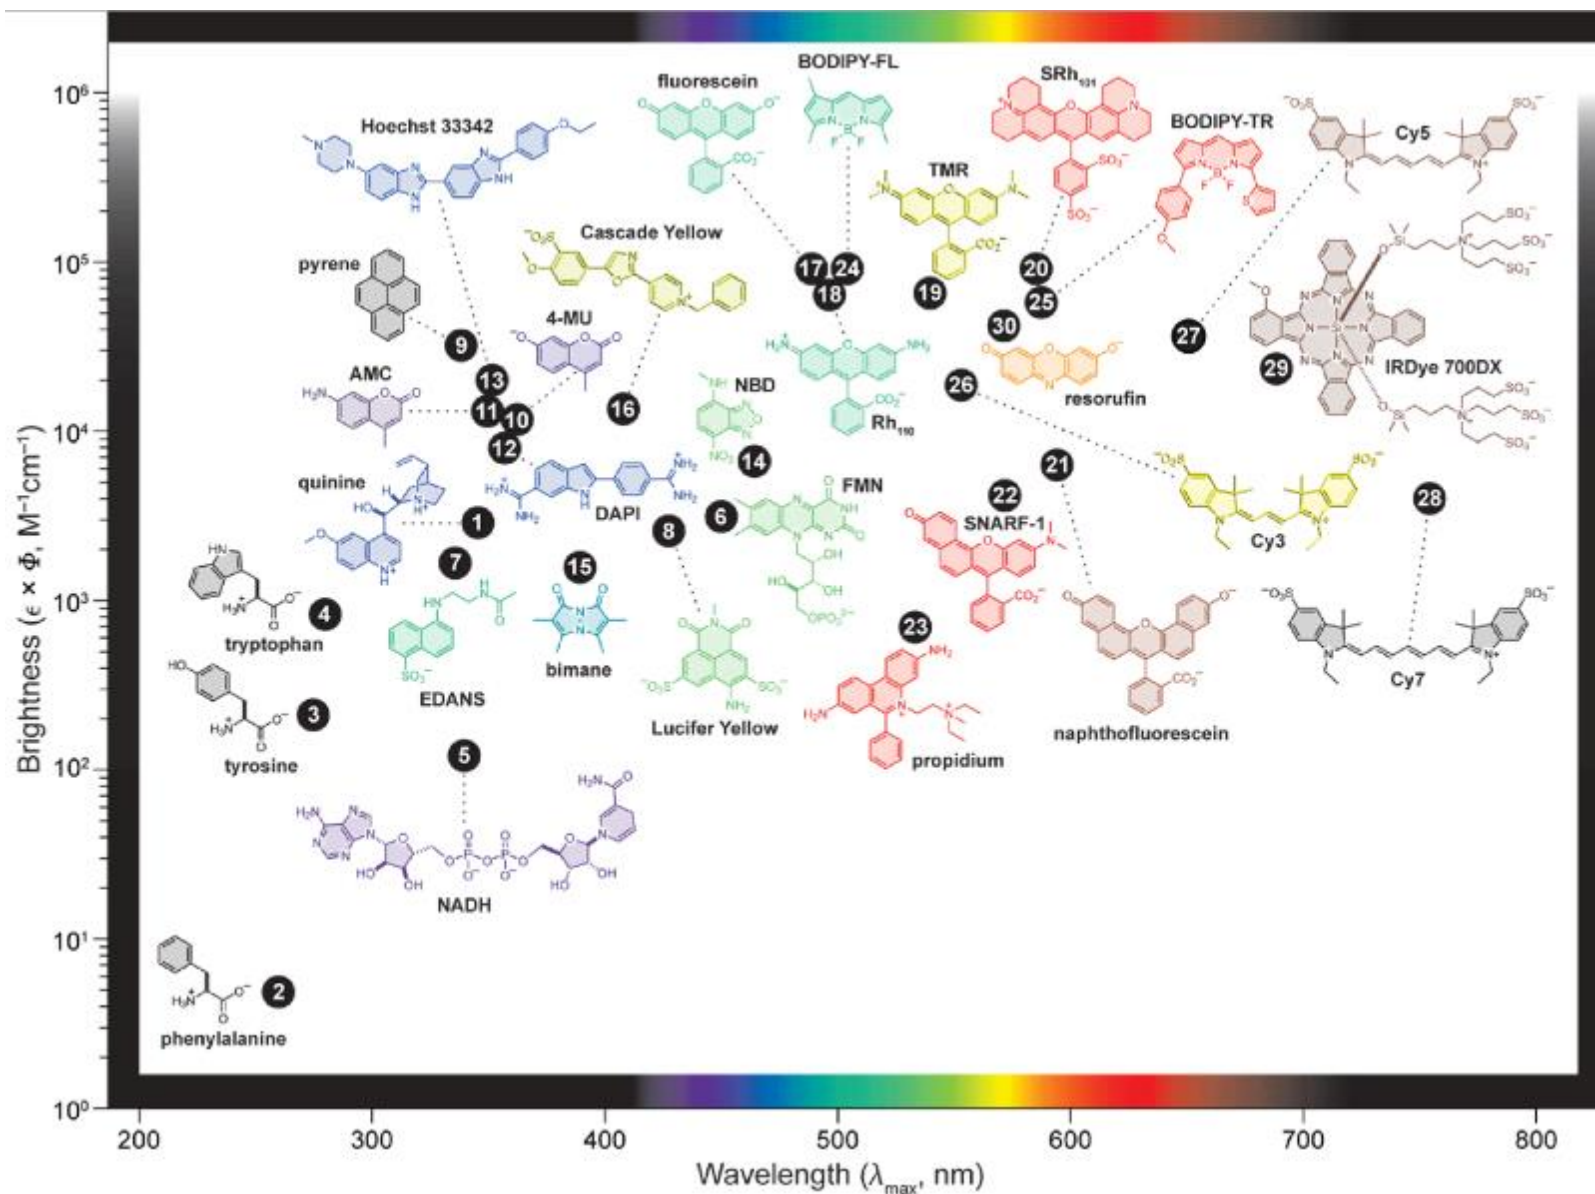 fluorescein
BODIPY-FL
SRh₁₀₁
Hoechst 33342
BODIPY-TR
Cy5
TMR
Cascade Yellow
pyrene
4-MU
AMC
NBD
resorufin
IRDye 700DX
Rh₁₁₀
quinine
DAPI
FMN
SNARF-1
Cy3
tryptophan
bimane
EDANS
Lucifer Yellow
propidium
naphthofluorescein
Cy7
tyrosine
NADH
phenylalanine
1
2
3
4
5
6
7
8
9
10
11
12
13
14
15
16
17
18
19
20
21
22
23
24
25
26
27
28
29
30
Brightness (ϵ × Φ, M⁻¹cm⁻¹)
10⁶
10⁵
10⁴
10³
10²
10¹
10⁰
200 300 400 500 600 700 800
Wavelength (λmax, nm)